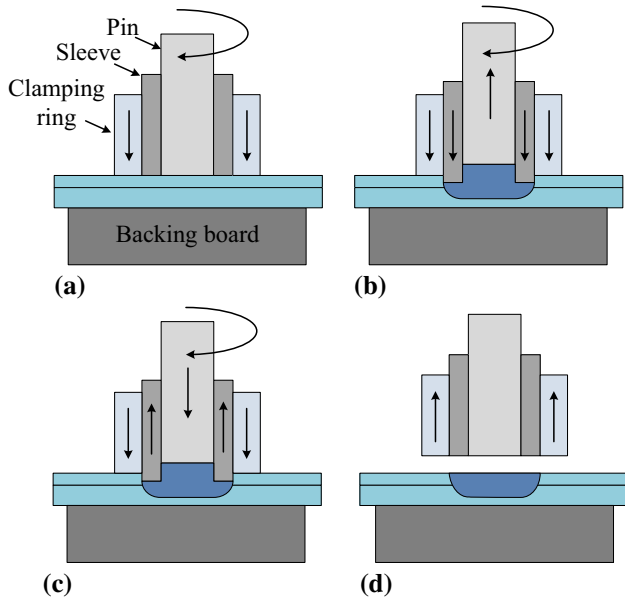 Pin
Sleeve
Clamping
ring
Backing board
(a)
(b)
(c)
(d)